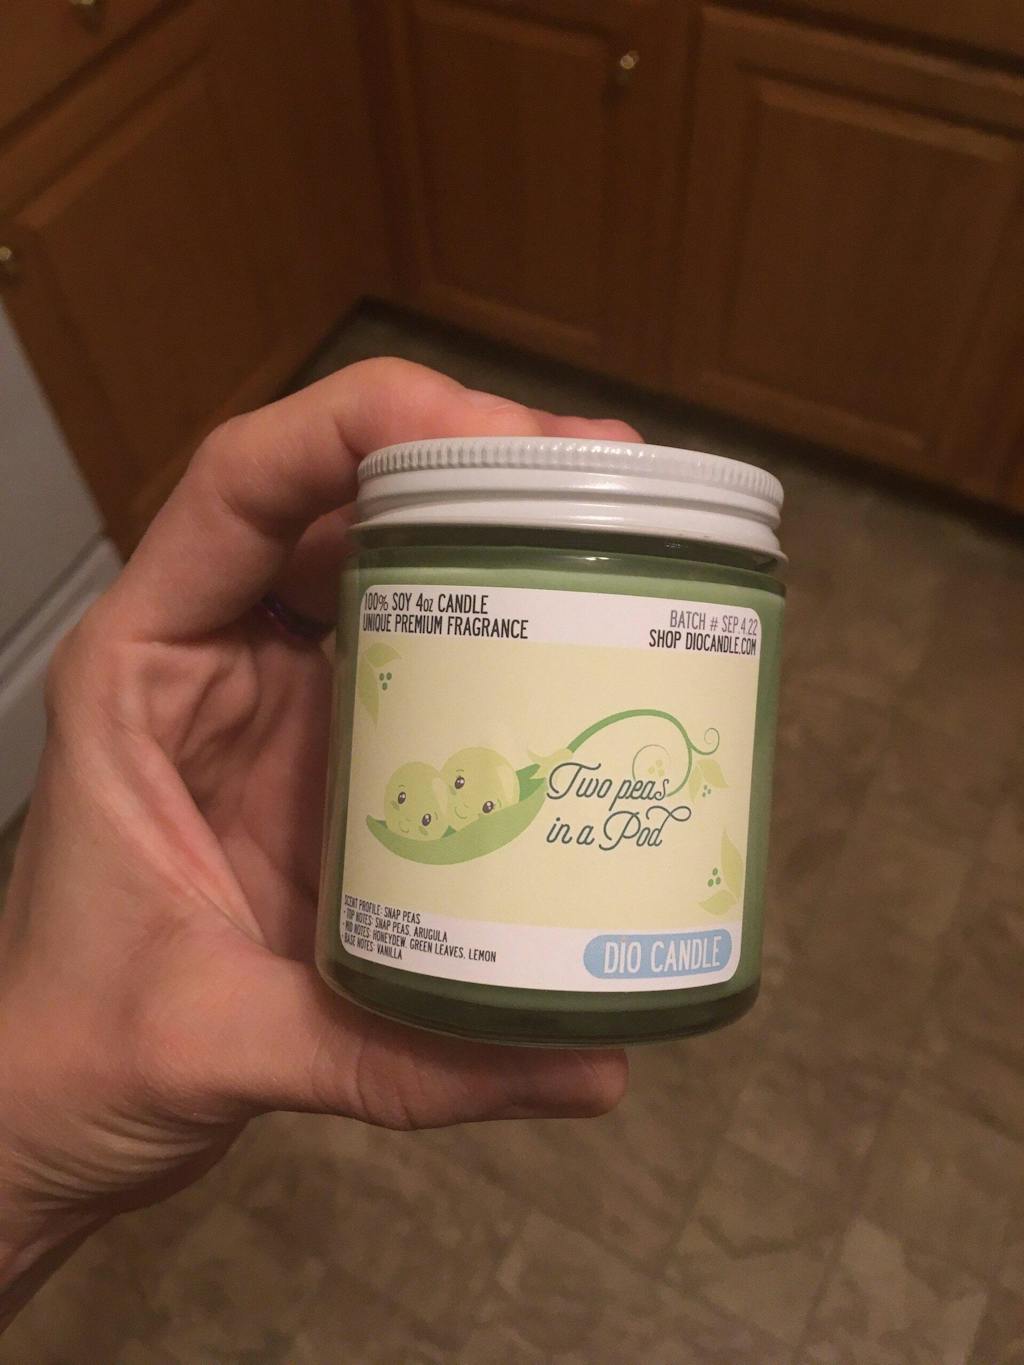 100% SOY 4oz CANDLE
UNIQUE PREMIUM FRAGRANCE
BATCH # SEP.4.22
SHOP DIOCANDLE.COM
Two peas
in a Pod
SCENT PROFILE: SNAP PEAS
- TOP NOTES: SNAP PEAS, ARUGULA
- MID NOTES: HONEYDEW, GREEN LEAVES, LEMON
- BASE NOTES: VANILLA
DIO CANDLE